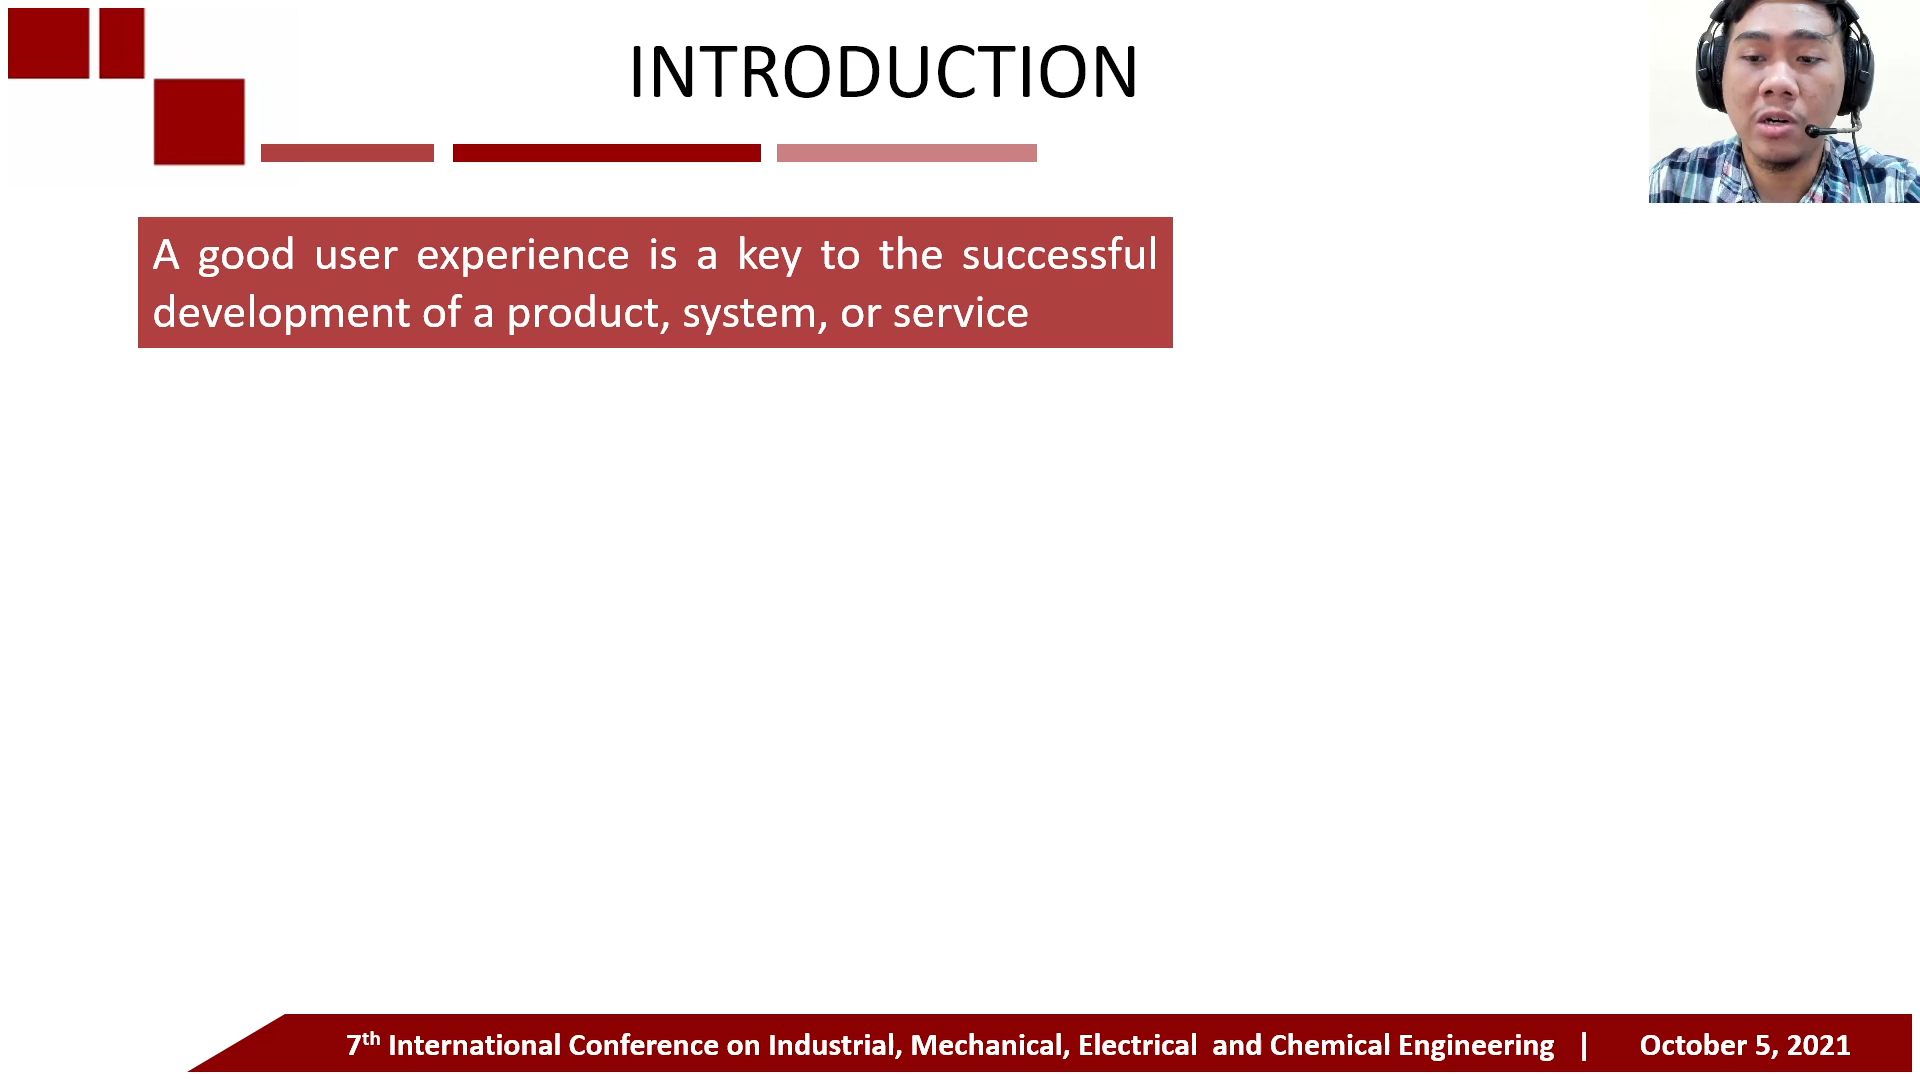 INTRODUCTION
A good user experience is a key to the successful
development of a product, system, or service
7th International Conference on Industrial, Mechanical, Electrical and Chemical Engineering | October 5, 2021